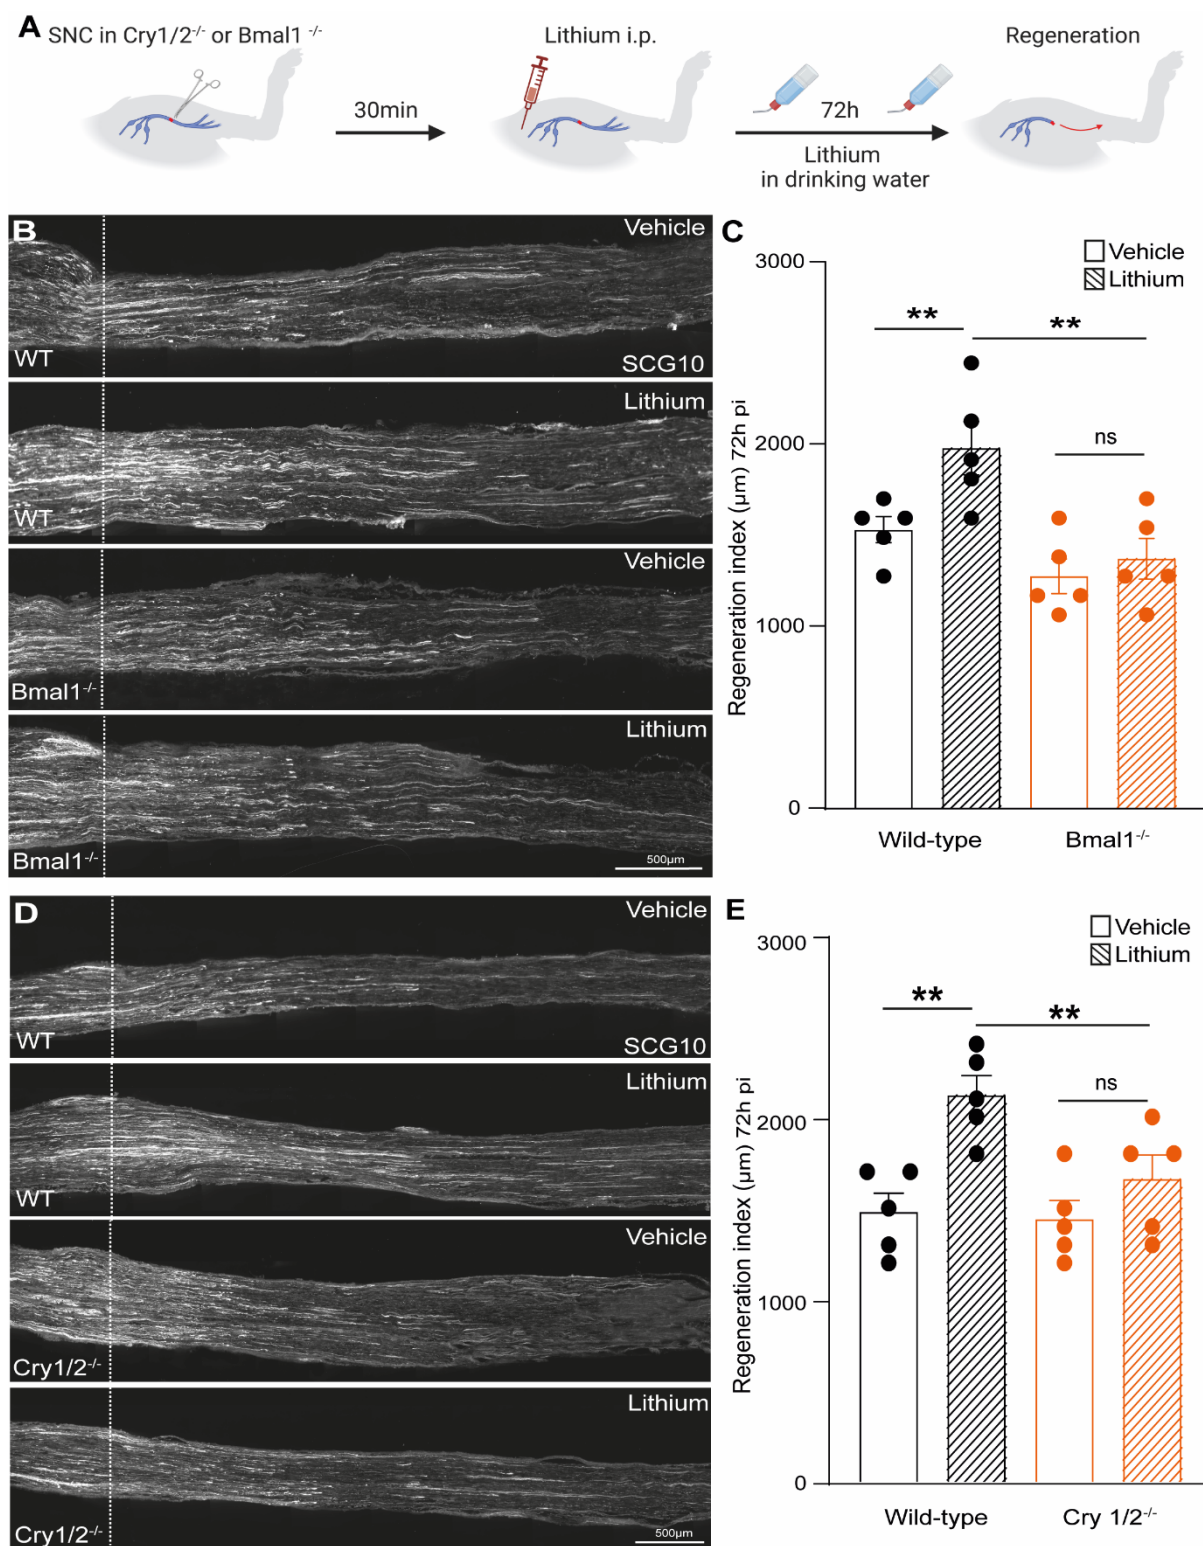 A
SNC in Cry1/2-/- or Bmal1 -/-
Lithium i.p.
Regeneration
30min
72h
Lithium
in drinking water
B
Vehicle
WT
SCG10
Lithium
WT
Vehicle
Bmal1-/-
Lithium
Bmal1-/-
500µm
C
Vehicle
Lithium
3000
2000
1000
0
Regeneration index (µm) 72h pi
**
**
ns
Wild-type
Bmal1-/-
D
Vehicle
WT
SCG10
Lithium
WT
Vehicle
Cry1/2-/-
Lithium
Cry1/2-/-
500µm
E
Vehicle
Lithium
3000
2000
1000
0
Regeneration index (µm) 72h pi
**
**
ns
Wild-type
Cry 1/2-/-